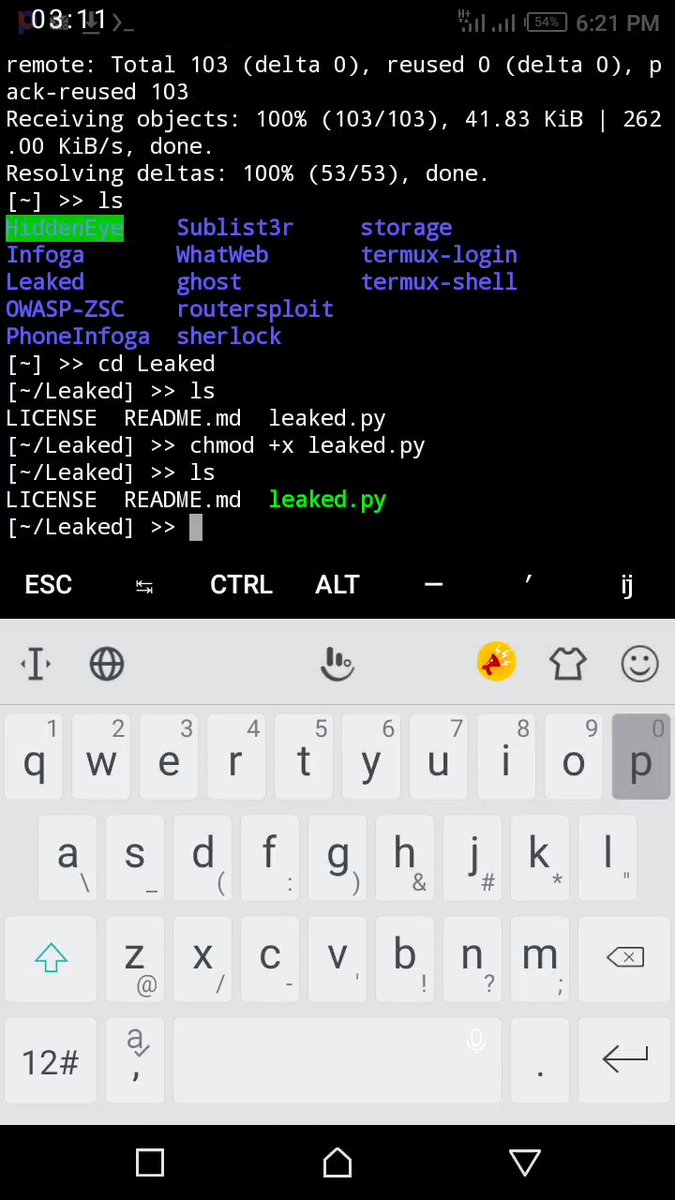 03:11 54% 6:21 PM
remote: Total 103 (delta 0), reused 0 (delta 0), p
ack-reused 103
Receiving objects: 100% (103/103), 41.83 KiB | 262
.00 KiB/s, done.
Resolving deltas: 100% (53/53), done.
[~] >> ls
HiddenEye Sublist3r storage
Infoga WhatWeb termux-login
Leaked ghost termux-shell
OWASP-ZSC routersploit
PhoneInfoga sherlock
[~] >> cd Leaked
[~/Leaked] >> ls
LICENSE README.md leaked.py
[~/Leaked] >> chmod +x leaked.py
[~/Leaked] >> ls
LICENSE README.md leaked.py
[~/Leaked] >>
ESC ↹ CTRL ALT — ′ ij
1 2 3 4 5 6 7 8 9 0
q w e r t y u i o p
a s d f g h j k l
\ _ ( : ) & # * "
z x c v b n m
@ / - ' ! ? ;
12# a , .